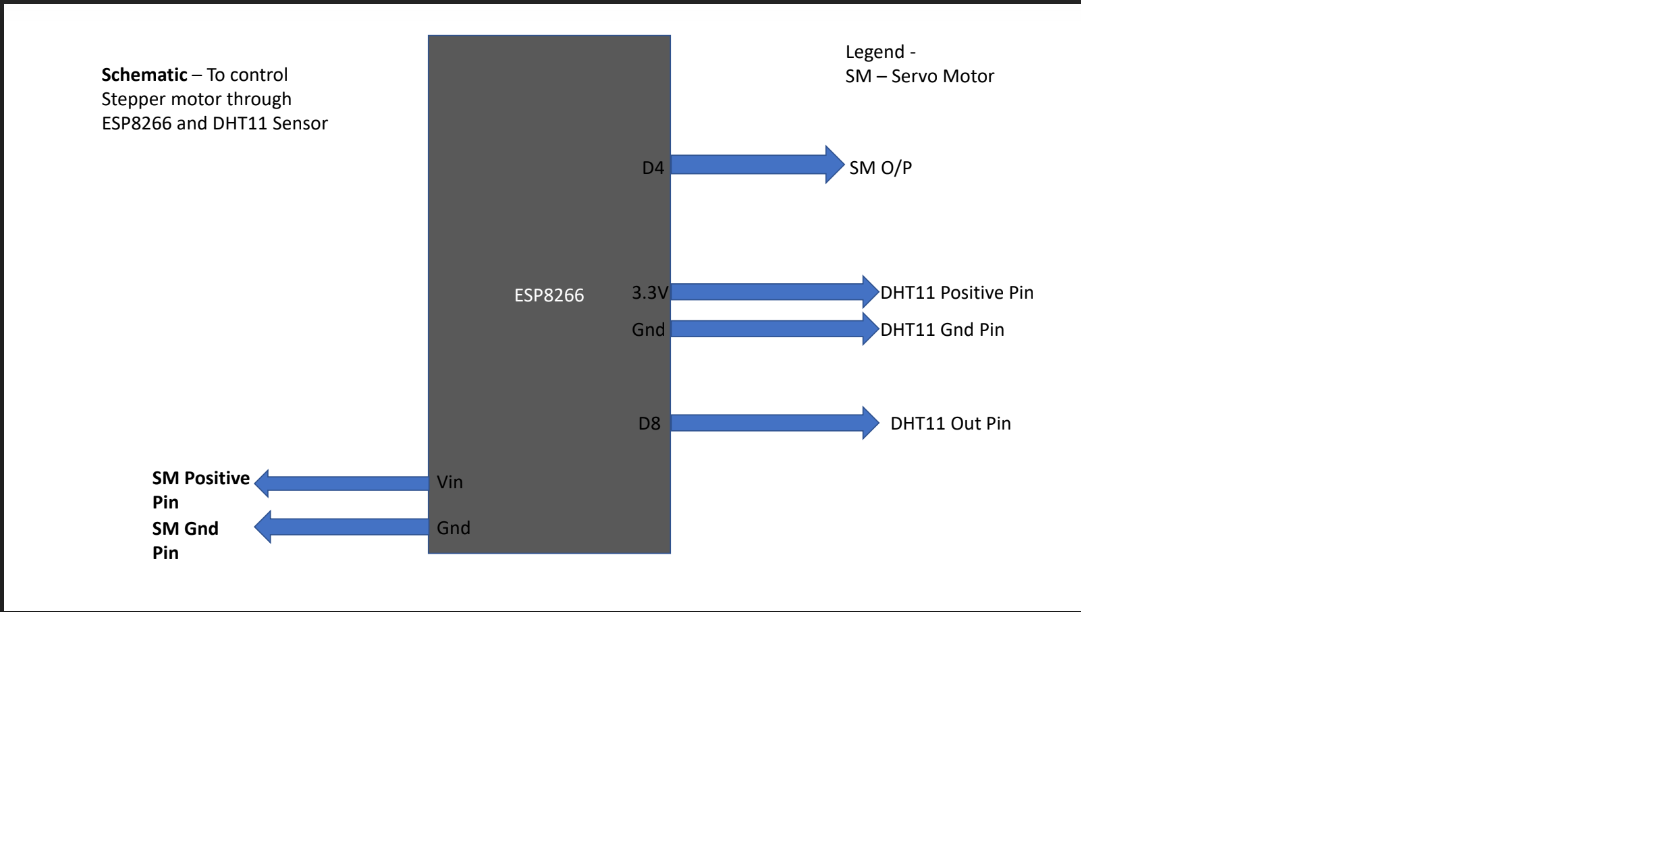 Schematic – To control
Stepper motor through
ESP8266 and DHT11 Sensor
Legend -
SM – Servo Motor
D4
SM O/P
ESP8266
3.3V
DHT11 Positive Pin
Gnd
DHT11 Gnd Pin
D8
DHT11 Out Pin
SM Positive
Pin
Vin
SM Gnd
Pin
Gnd